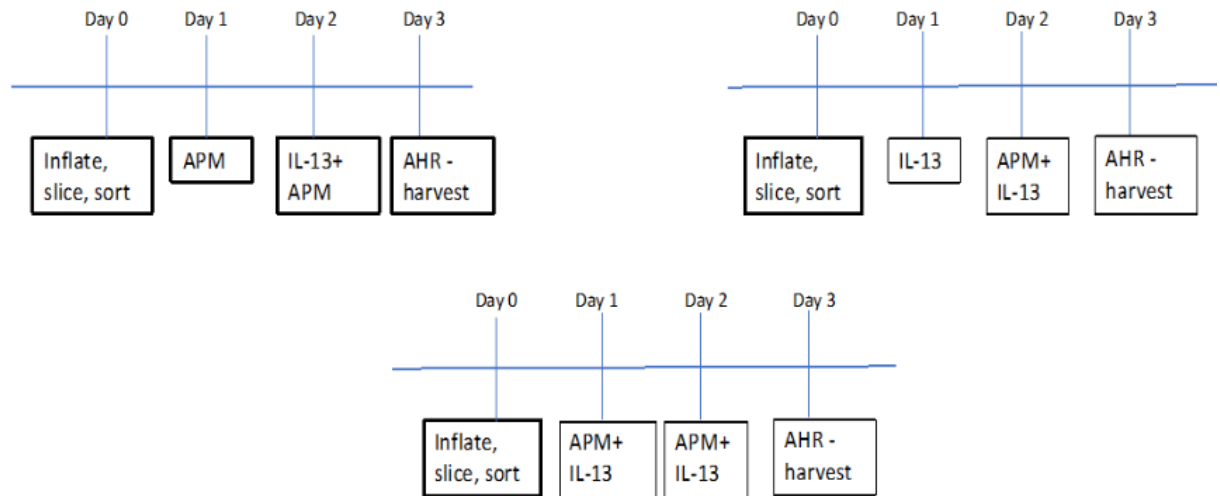 Day 0 Day 1 Day 2 Day 3
Inflate,
slice, sort
APM
IL-13+
APM
AHR -
harvest
Day 0 Day 1 Day 2 Day 3
Inflate,
slice, sort
IL-13
APM+
IL-13
AHR -
harvest
Day 0 Day 1 Day 2 Day 3
Inflate,
slice, sort
APM+
IL-13
APM+
IL-13
AHR -
harvest